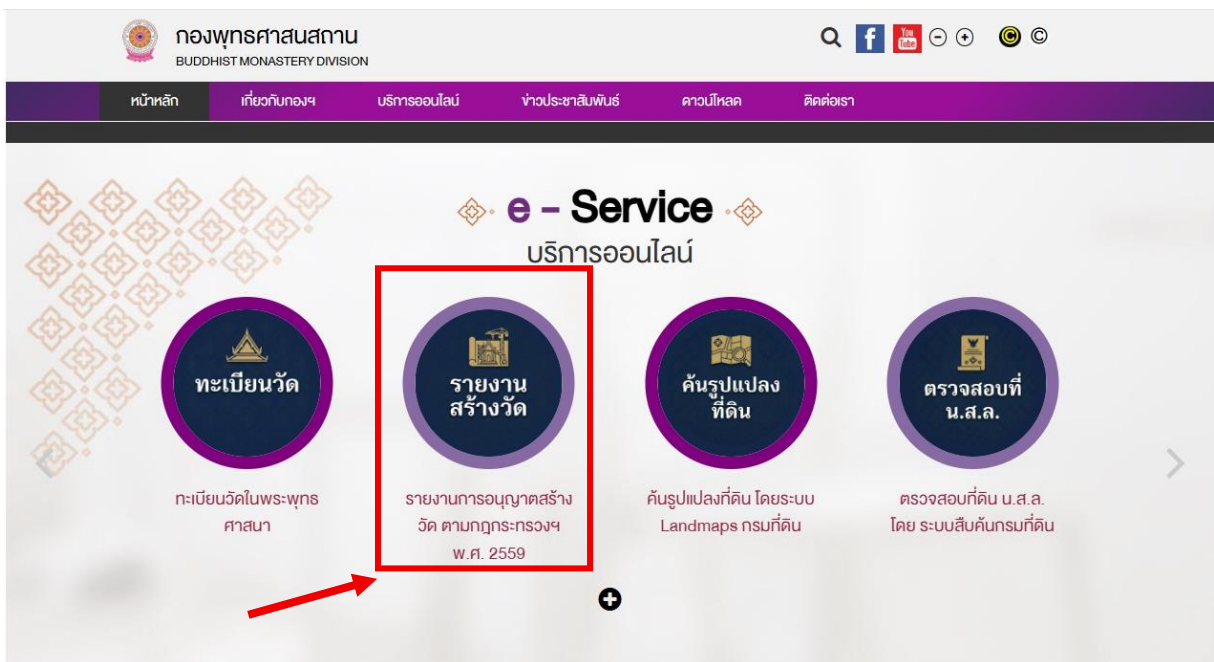 กองพุทธศาสนสถาน
BUDDHIST MONASTERY DIVISION
You
Tube
หน้าหลัก เกี่ยวกับกองฯ บริการออนไลน์ ข่าวประชาสัมพันธ์ ดาวน์โหลด ติดต่อเรา
e – Service
บริการออนไลน์
ทะเบียนวัด
รายงาน
สร้างวัด
ค้นรูปแปลง
ที่ดิน
ตรวจสอบที่
น.ส.ล.
ทะเบียนวัดในพระพุทธ
ศาสนา
รายงานการอนุญาตสร้าง
วัด ตามกฎกระทรวงฯ
พ.ศ. 2559
ค้นรูปแปลงที่ดิน โดยระบบ
Landmaps กรมที่ดิน
ตรวจสอบที่ดิน น.ส.ล.
โดย ระบบสืบค้นกรมที่ดิน